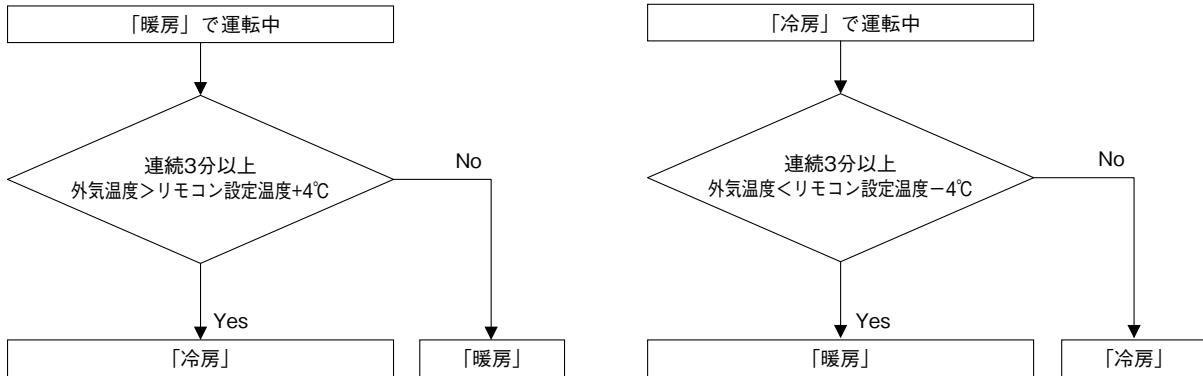 「暖房」で運転中
連続3分以上
外気温度＞リモコン設定温度+4℃
No
Yes
「冷房」
「暖房」
「冷房」で運転中
連続3分以上
外気温度＜リモコン設定温度－4℃
No
Yes
「暖房」
「冷房」